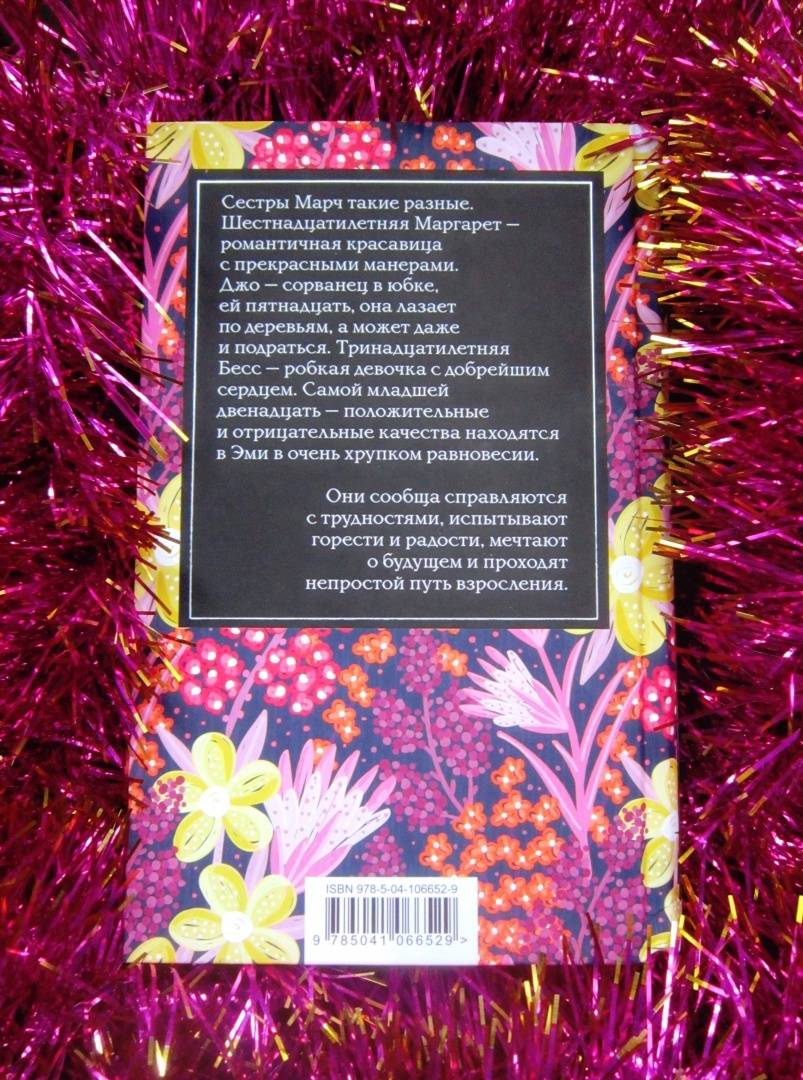 Сестры Марч такие разные.
Шестнадцатилетняя Маргарет —
романтичная красавица
с прекрасными манерами.
Джо — сорванец в юбке,
ей пятнадцать, она лазает
по деревьям, а может даже
и подраться. Тринадцатилетняя
Бесс — робкая девочка с добрейшим
сердцем. Самой младшей
двенадцать — положительные
и отрицательные качества находятся
в Эми в очень хрупком равновесии.
Они сообща справляются
с трудностями, испытывают
горести и радости, мечтают
о будущем и проходят
непростой путь взросления.
ISBN 978-5-04-106652-9
9 785041 066529 >